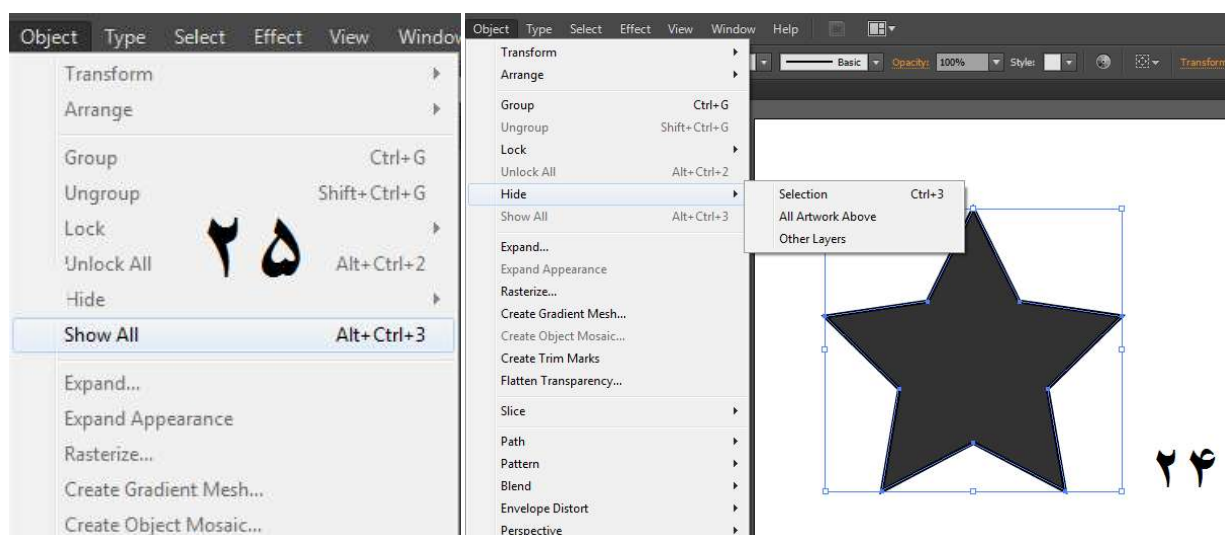 Object Type Select Effect View Window
Transform
Arrange
Group Ctrl+G
Ungroup Shift+Ctrl+G
Lock
Unlock All Alt+Ctrl+2
Hide
Show All Alt+Ctrl+3
Expand...
Expand Appearance
Rasterize...
Create Gradient Mesh...
Create Object Mosaic...
۲۵
Object Type Select Effect View Window Help
Basic Opacity: 100% Style: Transform
Transform
Arrange
Group Ctrl+G
Ungroup Shift+Ctrl+G
Lock
Unlock All Alt+Ctrl+2
Hide
Show All Alt+Ctrl+3
Expand...
Expand Appearance
Rasterize...
Create Gradient Mesh...
Create Object Mosaic...
Create Trim Marks
Flatten Transparency...
Slice
Path
Pattern
Blend
Envelope Distort
Perspective
Selection Ctrl+3
All Artwork Above
Other Layers
۲۴